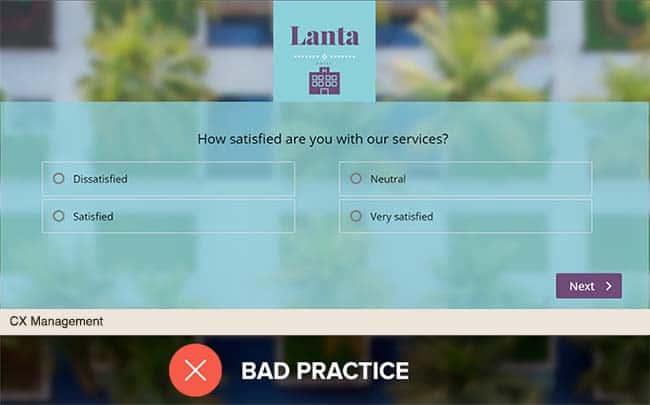 Lanta
How satisfied are you with our services?
Dissatisfied
Neutral
Satisfied
Very satisfied
Next
CX Management
BAD PRACTICE